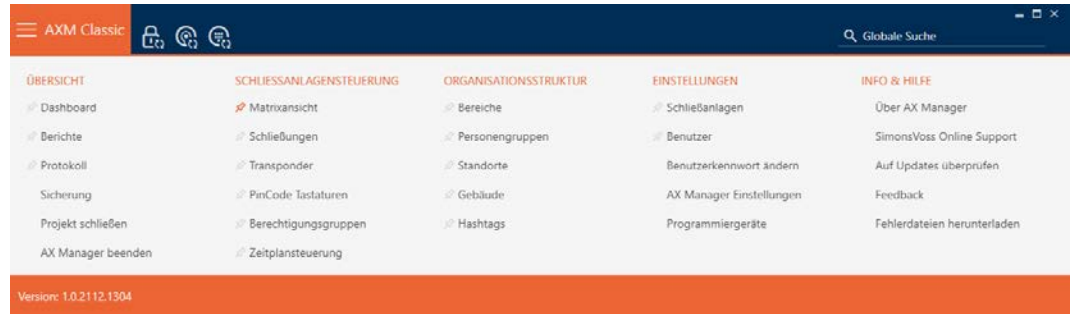 AXM Classic
Globale Suche
ÜBERSICHT
Dashboard
Berichte
Protokoll
Sicherung
Projekt schließen
AX Manager beenden
SCHLIESSANLAGENSTEUERUNG
Matrixansicht
Schließungen
Transponder
PinCode Tastaturen
Berechtigungsgruppen
Zeitplansteuerung
ORGANISATIONSSTRUKTUR
Bereiche
Personengruppen
Standorte
Gebäude
Hashtags
EINSTELLUNGEN
Schließanlagen
Benutzer
Benutzerkennwort ändern
AX Manager Einstellungen
Programmiergeräte
INFO & HILFE
Über AX Manager
SimonsVoss Online Support
Auf Updates überprüfen
Feedback
Fehlerdateien herunterladen
Version: 1.0.2112.1304